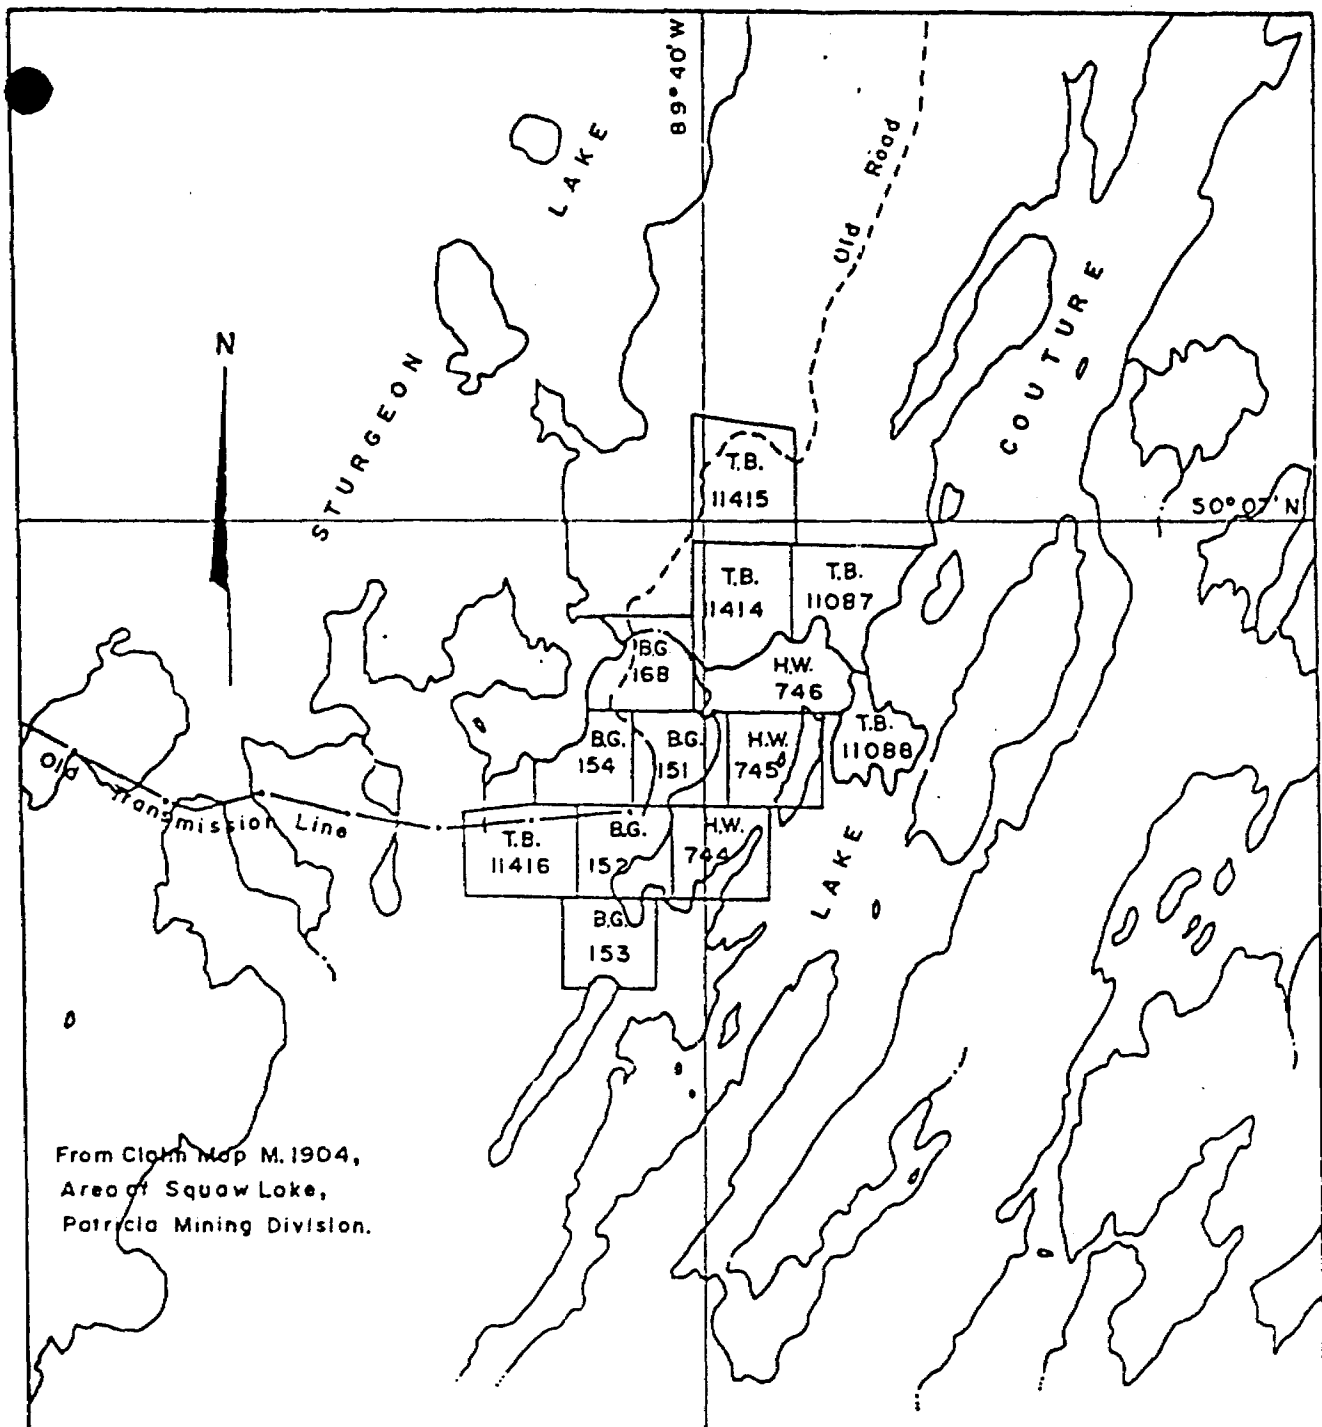 89°40'W
LAKE
Old Road
N
STURGEON
COUTURE
T.B.
11415
50°07'N
T.B.
11414
T.B.
11087
B.G.
168
H.W.
746
B.G.
154
B.G.
151
H.W.
745
T.B.
11088
Old Transmission Line
T.B.
11416
B.G.
152
H.W.
744
LAKE
B.G.
153
From Claim Map M.1904,
Area of Squaw Lake,
Patricia Mining Division.